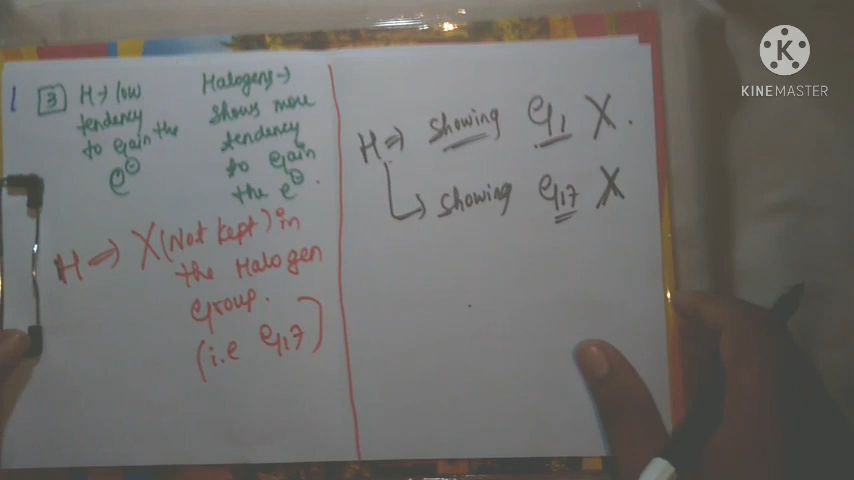 3 H → low
tendency
to gain the
e⊖
Halogens →
shows more
tendency
to gain
the e⊖.
H ⇒ X (Not kept) in
the Halogen
group.
(i.e G17)
H ⇒ showing G1 X.
↳ showing G17 X
K
KINEMASTER